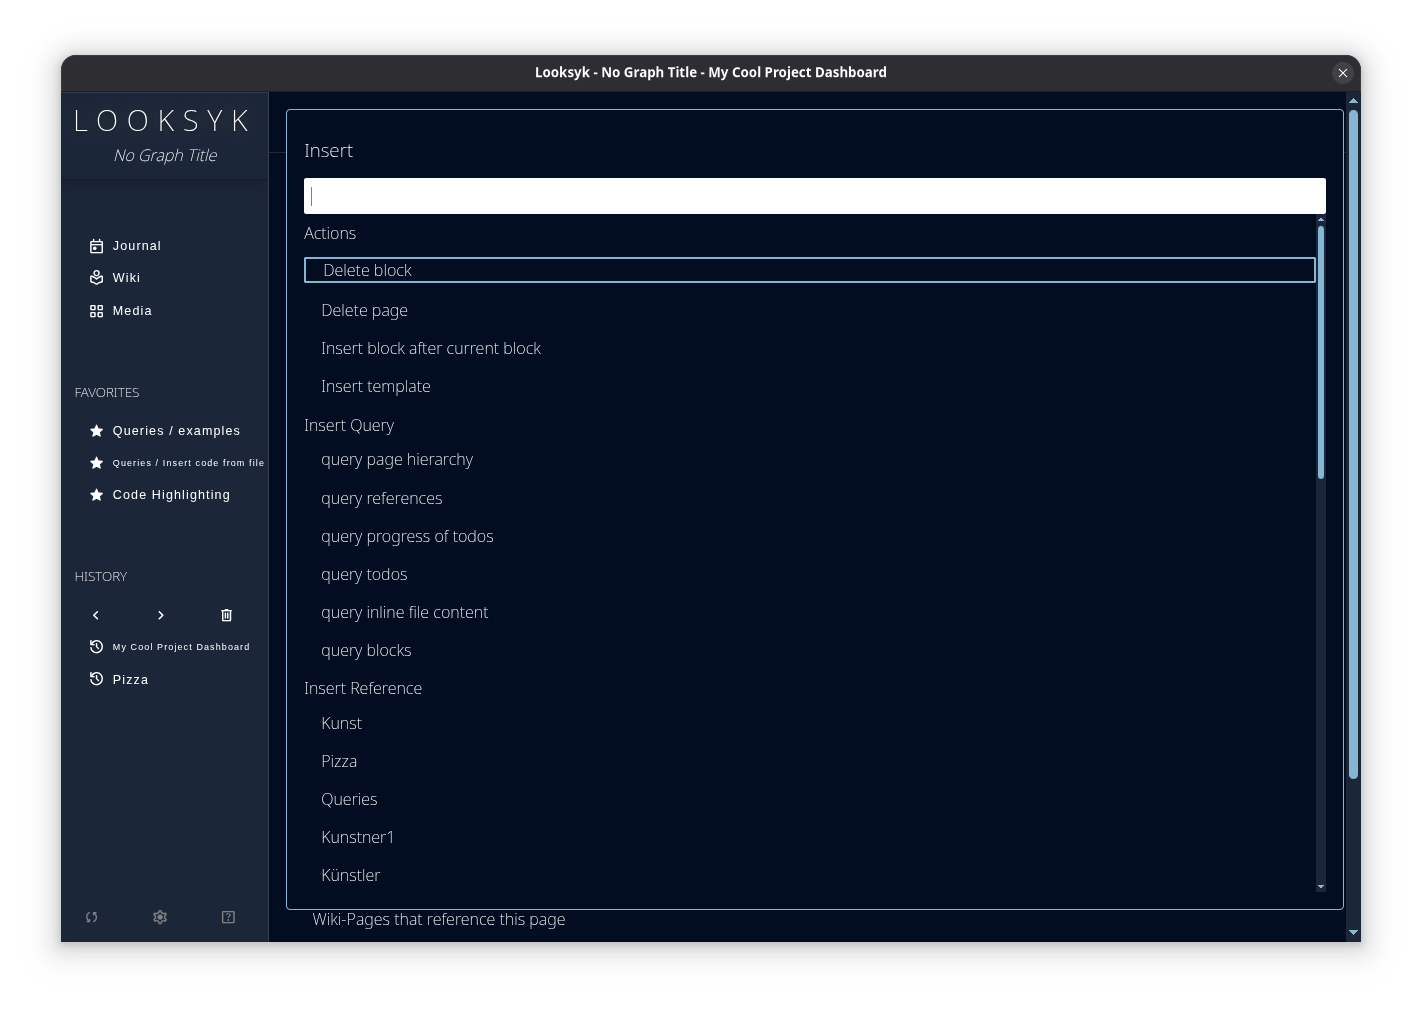 Looksyk - No Graph Title - My Cool Project Dashboard
LOOKSYK
No Graph Title
Journal
Wiki
Media
FAVORITES
Queries / examples
Queries / Insert code from file
Code Highlighting
HISTORY
My Cool Project Dashboard
Pizza
Insert
Actions
Delete block
Delete page
Insert block after current block
Insert template
Insert Query
query page hierarchy
query references
query progress of todos
query todos
query inline file content
query blocks
Insert Reference
Kunst
Pizza
Queries
Kunstner1
Künstler
Wiki-Pages that reference this page